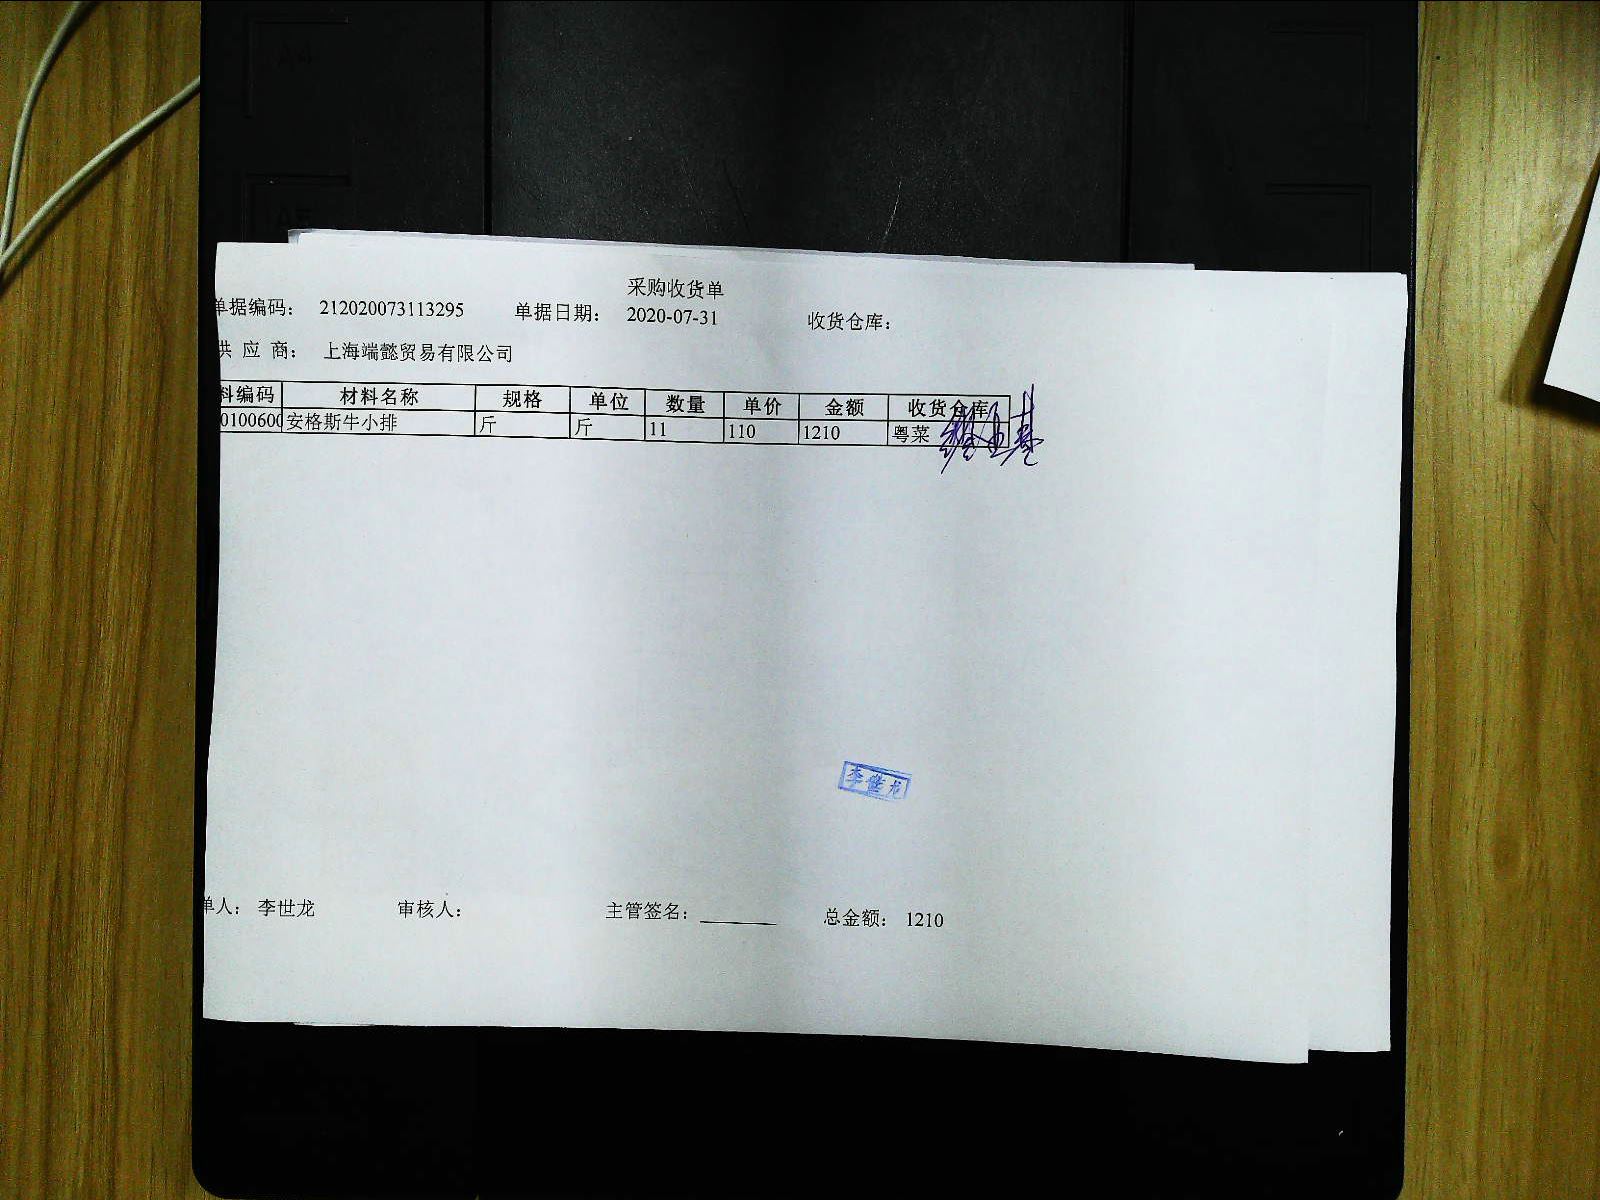 采购收货单
单据编码： 212020073113295 单据日期： 2020-07-31 收货仓库：
供 应 商： 上海端懿贸易有限公司
料编码 材料名称 规格 单位 数量 单价 金额 收货仓库
0100600 安格斯牛小排 斤 斤 11 110 1210 粤菜
李世龙
单人： 李世龙 审核人： 主管签名： 总金额： 1210